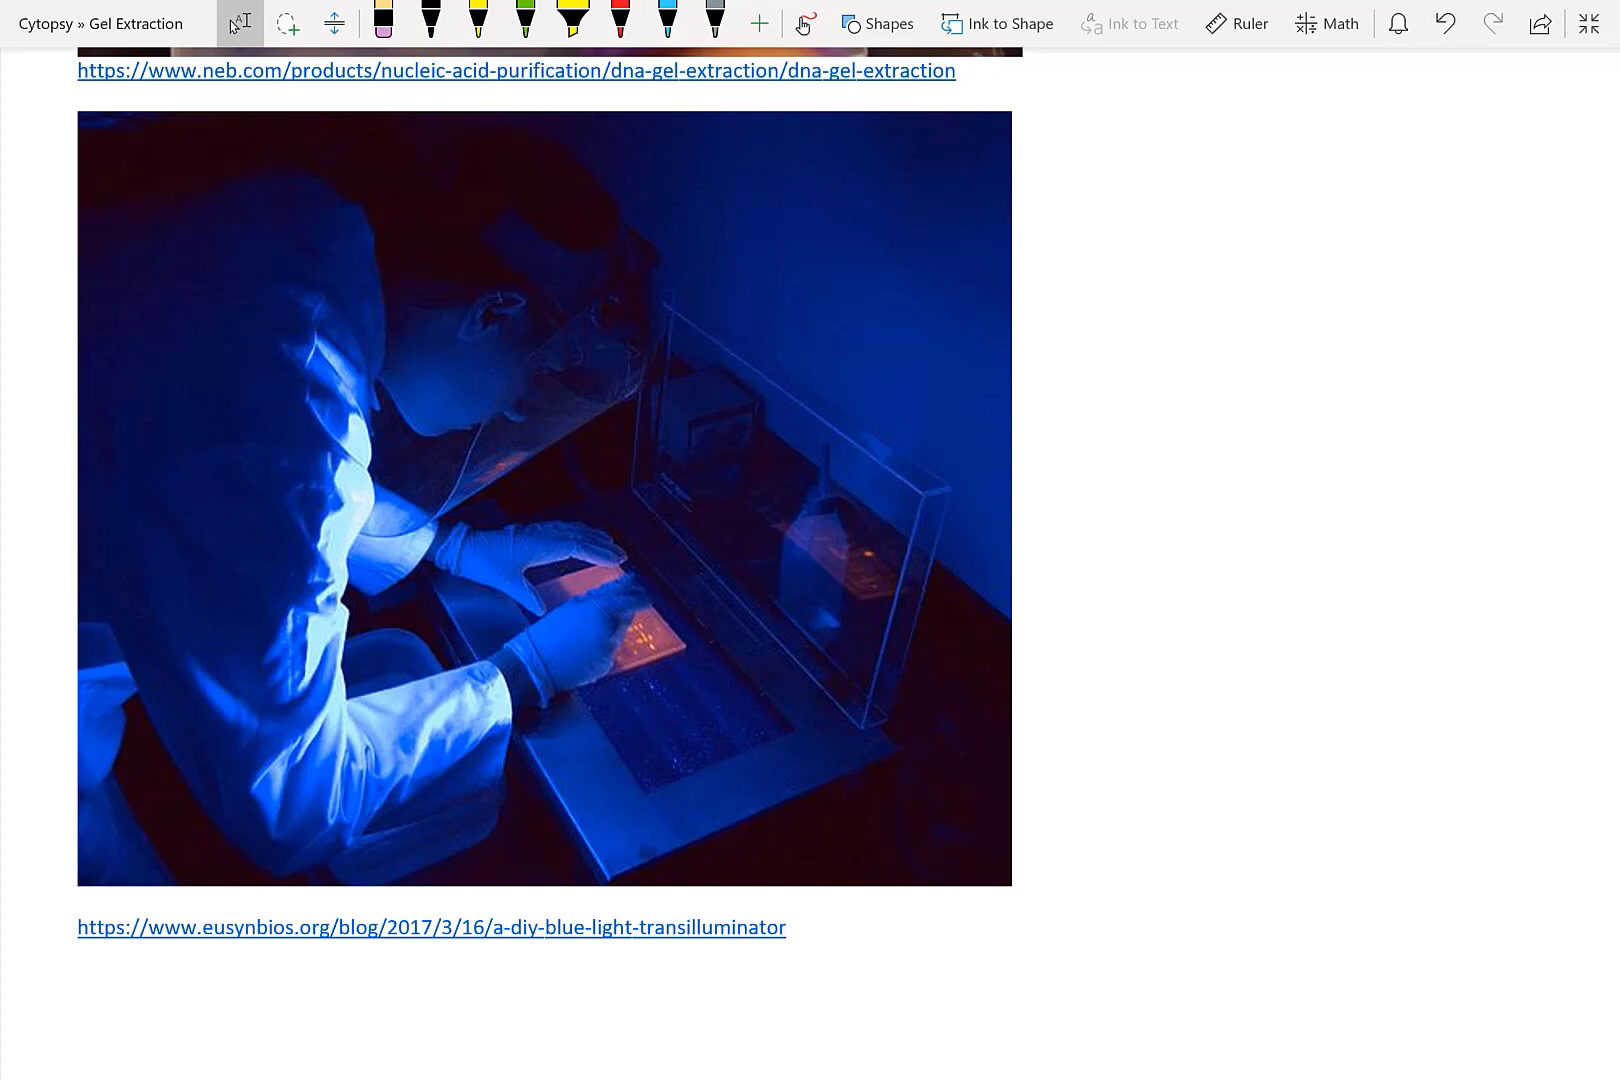 Cytopsy » Gel Extraction
Shapes
Ink to Shape
Ink to Text
Ruler
Math
https://www.neb.com/products/nucleic-acid-purification/dna-gel-extraction/dna-gel-extraction
https://www.eusynbios.org/blog/2017/3/16/a-diy-blue-light-transilluminator